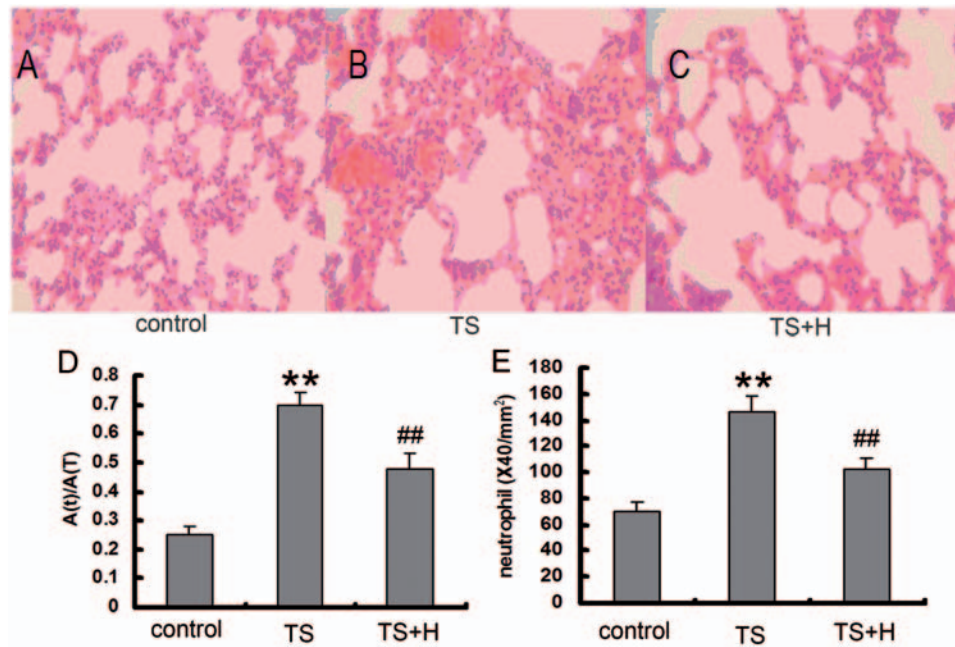 A B C
control TS TS+H
D
A(t)/A(T)
0.8
0.7
0.6
0.5
0.4
0.3
0.2
0.1
0
**
##
control TS TS+H
E
neutrophil (X40/mm²)
160
140
120
100
80
60
40
20
0
**
##
control TS TS+H